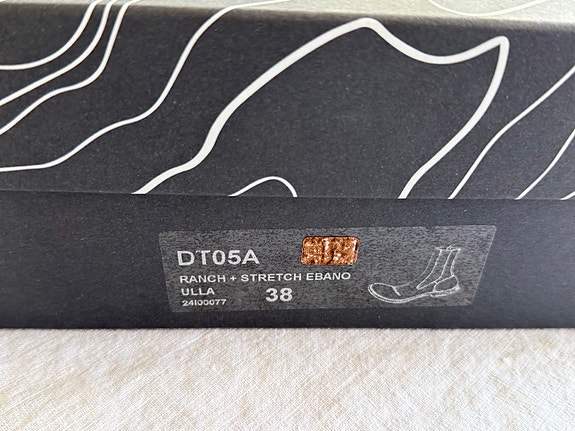 DT05A
RANCH + STRETCH EBANO
ULLA
24I00077
38